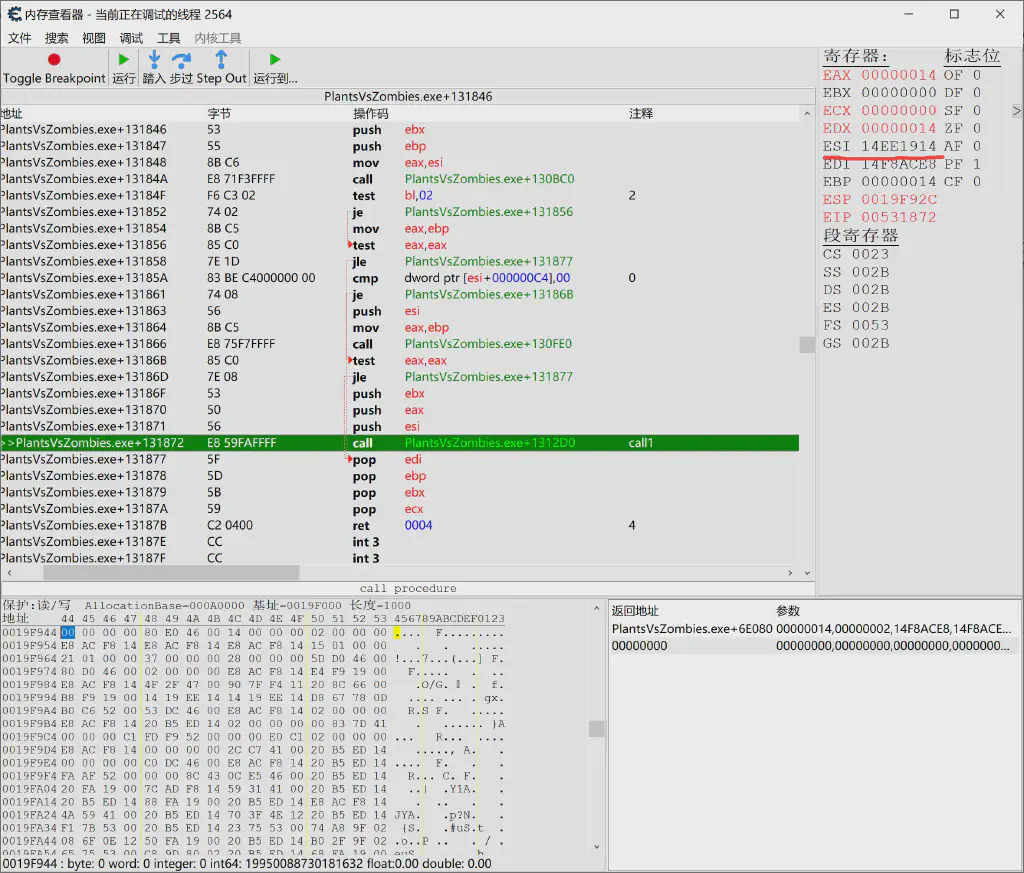 内存查看器 - 当前正在调试的线程 2564
文件 搜索 视图 调试 工具 内核工具
Toggle Breakpoint 运行 踏入 步过 Step Out 运行到...
PlantsVsZombies.exe+131846
地址 字节 操作码 注释
PlantsVsZombies.exe+131846 53 push ebx
PlantsVsZombies.exe+131847 55 push ebp
PlantsVsZombies.exe+131848 8B C6 mov eax,esi
PlantsVsZombies.exe+13184A E8 71F3FFFF call PlantsVsZombies.exe+130BC0
PlantsVsZombies.exe+13184F F6 C3 02 test bl,02 2
PlantsVsZombies.exe+131852 74 02 je PlantsVsZombies.exe+131856
PlantsVsZombies.exe+131854 8B C5 mov eax,ebp
PlantsVsZombies.exe+131856 85 C0 test eax,eax
PlantsVsZombies.exe+131858 7E 1D jle PlantsVsZombies.exe+131877
PlantsVsZombies.exe+13185A 83 BE C4000000 00 cmp dword ptr [esi+000000C4],00 0
PlantsVsZombies.exe+131861 74 08 je PlantsVsZombies.exe+13186B
PlantsVsZombies.exe+131863 56 push esi
PlantsVsZombies.exe+131864 8B C5 mov eax,ebp
PlantsVsZombies.exe+131866 E8 75F7FFFF call PlantsVsZombies.exe+130FE0
PlantsVsZombies.exe+13186B 85 C0 test eax,eax
PlantsVsZombies.exe+13186D 7E 08 jle PlantsVsZombies.exe+131877
PlantsVsZombies.exe+13186F 53 push ebx
PlantsVsZombies.exe+131870 50 push eax
PlantsVsZombies.exe+131871 56 push esi
>>PlantsVsZombies.exe+131872 E8 59FAFFFF call PlantsVsZombies.exe+1312D0 call1
PlantsVsZombies.exe+131877 5F pop edi
PlantsVsZombies.exe+131878 5D pop ebp
PlantsVsZombies.exe+131879 5B pop ebx
PlantsVsZombies.exe+13187A 59 pop ecx
PlantsVsZombies.exe+13187B C2 0400 ret 0004 4
PlantsVsZombies.exe+13187E CC int 3
PlantsVsZombies.exe+13187F CC int 3
call procedure
寄存器: 标志位
EAX 00000014 OF 0
EBX 00000000 DF 0
ECX 00000000 SF 0
EDX 00000014 ZF 0
ESI 14EE1914 AF 0
EDI 14F8ACE8 PF 1
EBP 00000014 CF 0
ESP 0019F92C
EIP 00531872
段寄存器
CS 0023
SS 002B
DS 002B
ES 002B
FS 0053
GS 002B
保护:读/写 AllocationBase=000A0000 基址=0019F000 长度=1000
地址 44 45 46 47 48 49 4A 4B 4C 4D 4E 4F 50 51 52 53 456789ABCDEF0123
0019F944 00 00 00 00 80 E0 46 00 14 00 00 00 02 00 00 00
0019F954 E8 AC F8 14 E8 AC F8 14 E8 AC F8 14 15 01 00 00
0019F964 21 01 00 00 37 00 00 00 28 00 00 00 5D D0 46 00
0019F974 80 D0 46 00 02 00 00 00 E8 AC F8 14 E4 F9 19 00
0019F984 E8 AC F8 14 4F 2F 47 00 90 7F F4 11 20 8C 66 00
0019F994 B8 F9 19 00 14 19 EE 14 14 19 EE 14 D8 67 78 0D
0019F9A4 B0 C6 52 00 53 DC 46 00 E8 AC F8 14 02 00 00 00
0019F9B4 E8 AC F8 14 20 B5 ED 14 02 00 00 00 00 83 7D 41
0019F9C4 00 00 00 C1 FD F9 52 00 00 00 E0 C1 02 00 00 00
0019F9D4 E8 AC F8 14 00 00 00 00 2C C7 41 00 20 B5 ED 14
0019F9E4 00 00 00 00 C0 DC 46 00 E8 AC F8 14 20 B5 ED 14
0019F9F4 FA AF 52 00 00 00 8C 43 0C E5 46 00 20 B5 ED 14
0019FA04 20 FA 19 00 7C AD F8 14 59 31 41 00 20 B5 ED 14
0019FA14 20 B5 ED 14 88 FA 19 00 20 B5 ED 14 E8 AC F8 14
0019FA24 4A 59 41 00 20 B5 ED 14 70 3F 4E 12 20 B5 ED 14
0019FA34 F1 7B 53 00 20 B5 ED 14 23 75 53 00 74 A8 9F 02
0019FA44 08 6F 0E 12 50 FA 19 00 20 B5 ED 14 B0 2F 9F 02
0019F944 : byte: 0 word: 0 integer: 0 int64: 19950088730181632 float:0.00 double: 0.00
返回地址 参数
PlantsVsZombies.exe+6E080 00000014,00000002,14F8ACE8,14F8ACE...
00000000 00000000,00000000,00000000,0000000...